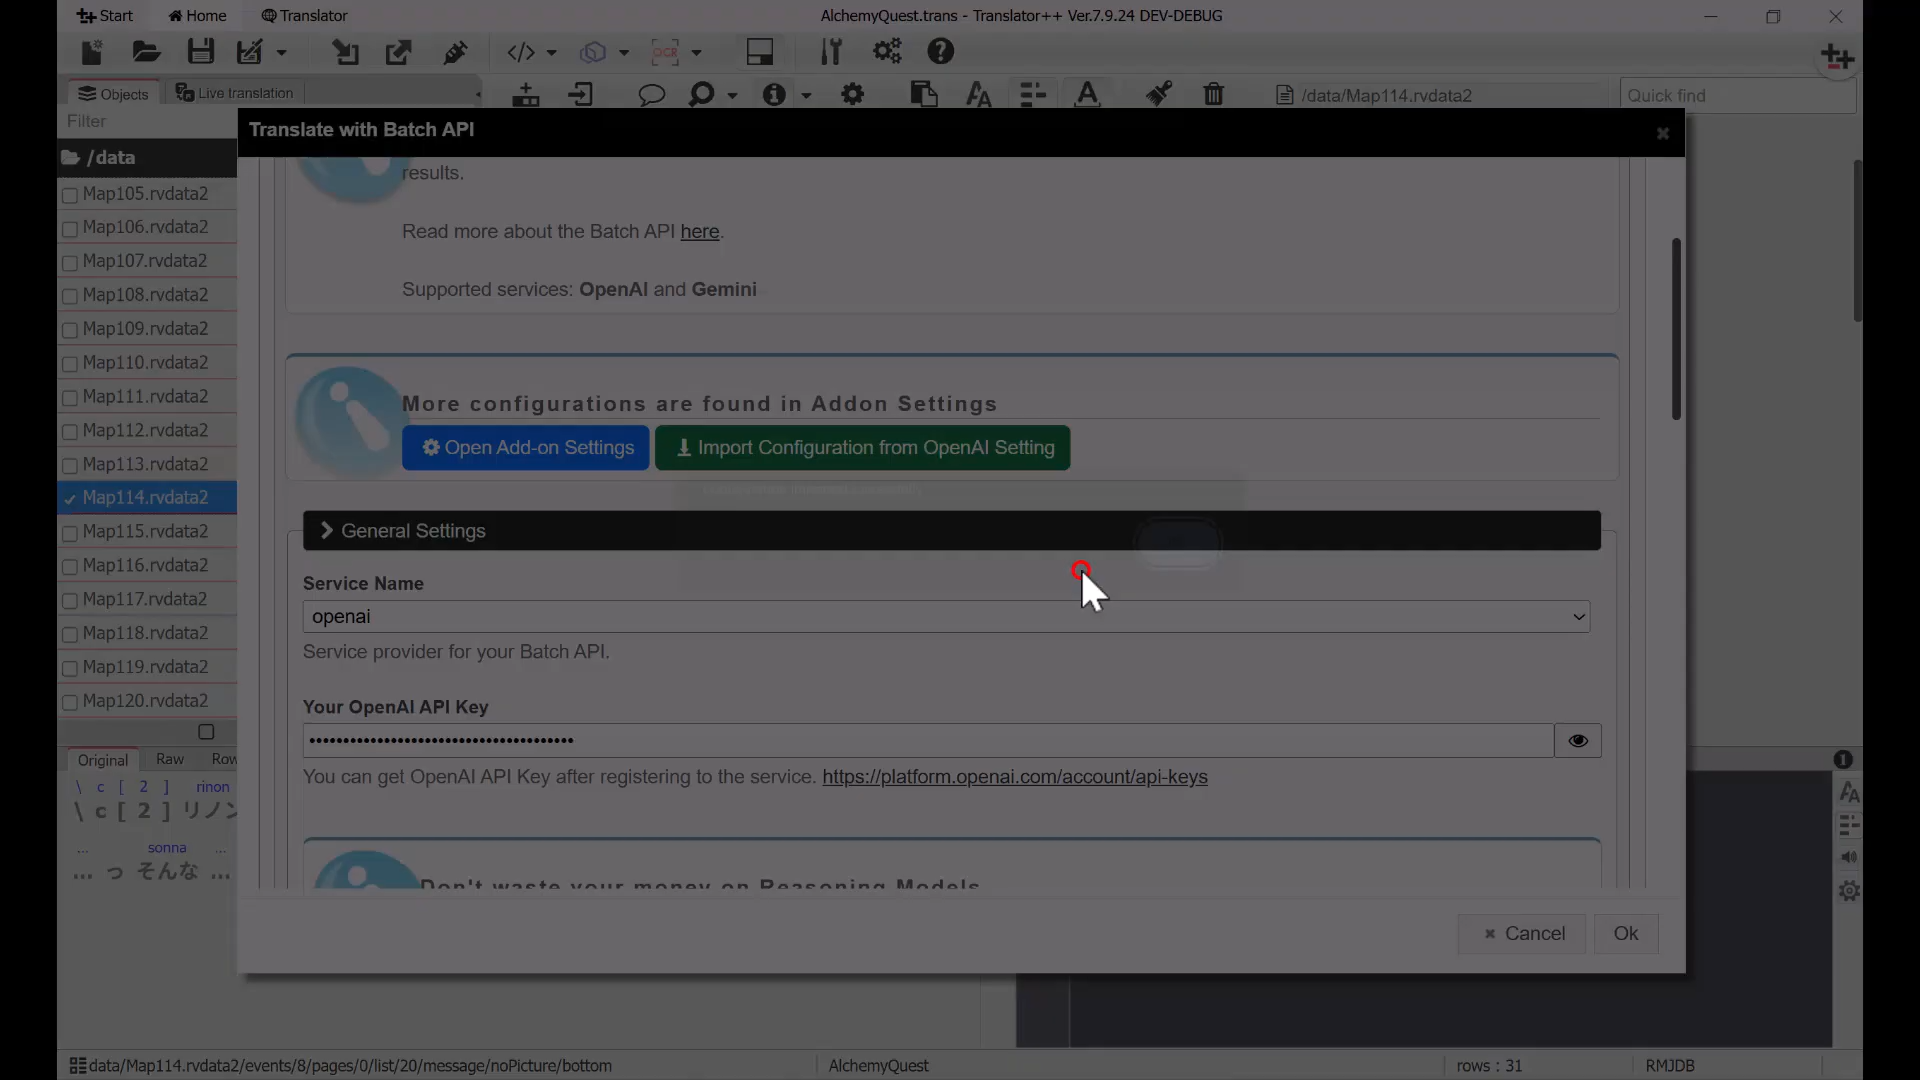 Start
Home
Translator
AlchemyQuest.trans - Translator++ Ver.7.9.24 DEV-DEBUG
OCR
Objects
Live translation
/data/Map114.rvdata2
Quick find
Filter
Translate with Batch API
/data
Map105.rvdata2
Map106.rvdata2
Map107.rvdata2
Map108.rvdata2
Map109.rvdata2
Map110.rvdata2
Map111.rvdata2
Map112.rvdata2
Map113.rvdata2
Map114.rvdata2
Map115.rvdata2
Map116.rvdata2
Map117.rvdata2
Map118.rvdata2
Map119.rvdata2
Map120.rvdata2
results.
Read more about the Batch API here.
Supported services: OpenAI and Gemini
More configurations are found in Addon Settings
Open Add-on Settings
Import Configuration from OpenAI Setting
General Settings
Service Name
openai
Service provider for your Batch API.
Your OpenAI API Key
You can get OpenAI API Key after registering to the service. https://platform.openai.com/account/api-keys
Don't waste your money on Reasoning Models
Cancel
Ok
Original
Raw
Row
\ c [ 2 ] rinon
\ c [ 2 ] リノン
... sonna ...
... っ そんな ...
data/Map114.rvdata2/events/8/pages/0/list/20/message/noPicture/bottom
AlchemyQuest
rows : 31
RMJDB